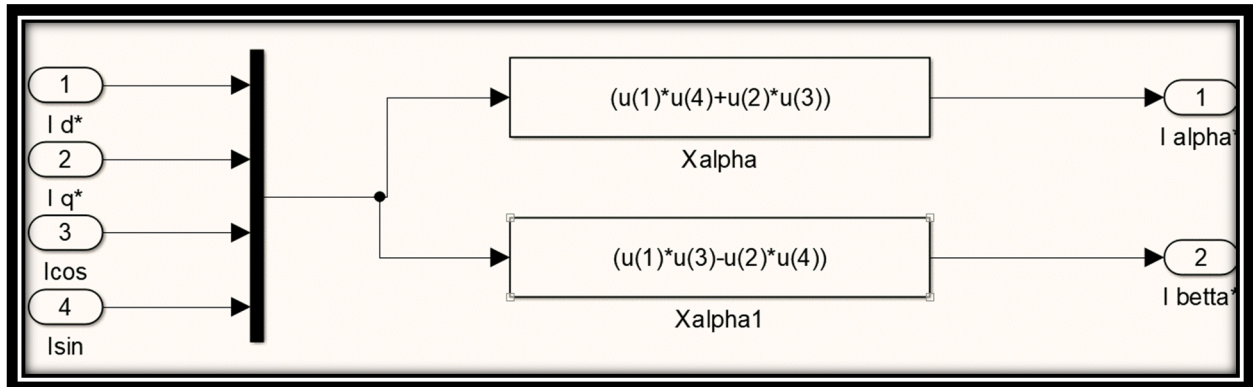 1
I d*
2
I q*
3
Icos
4
Isin
(u(1)*u(4)+u(2)*u(3))
Xalpha
(u(1)*u(3)-u(2)*u(4))
Xalpha1
1
I alpha*
2
I betta*